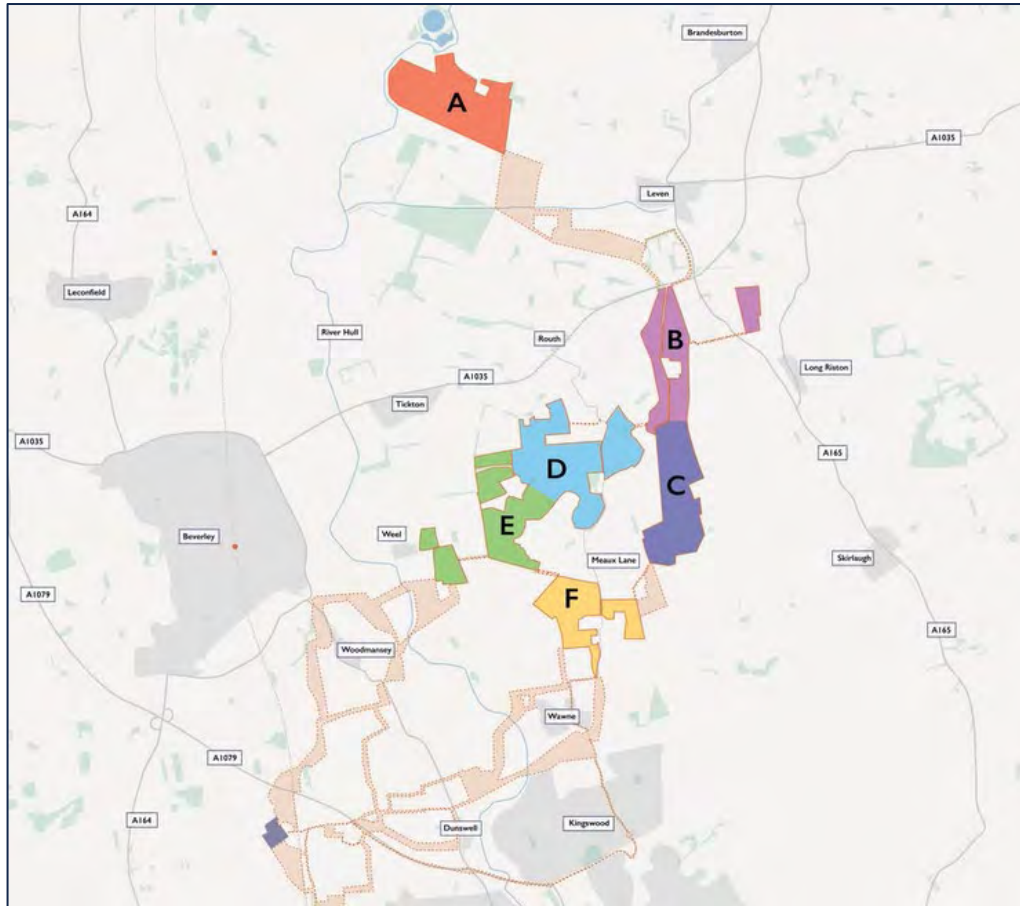 Brandesburton
A
A1035
Leven
A164
Leconfield
River Hull
B
Routh
Long Riston
A1035
Tickton
A1035
A165
D
C
E
Beverley
Weel
Meaux Lane
Skirlaugh
A1079
F
A165
Woodmansey
Wawne
A1079
A164
Dunswell
Kingswood